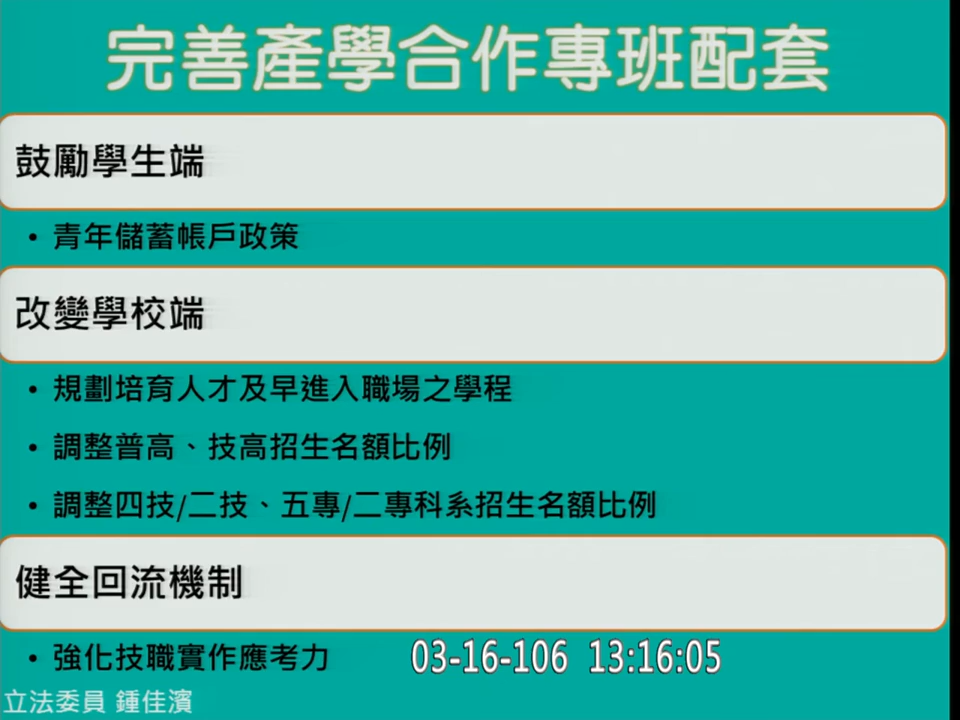 完善產學合作專班配套
鼓勵學生端
• 青年儲蓄帳戶政策
改變學校端
• 規劃培育人才及早進入職場之學程
• 調整普高、技高招生名額比例
• 調整四技/二技、五專/二專科系招生名額比例
健全回流機制
• 強化技職實作應考力
03-16-106 13:16:05
立法委員 鍾佳濱